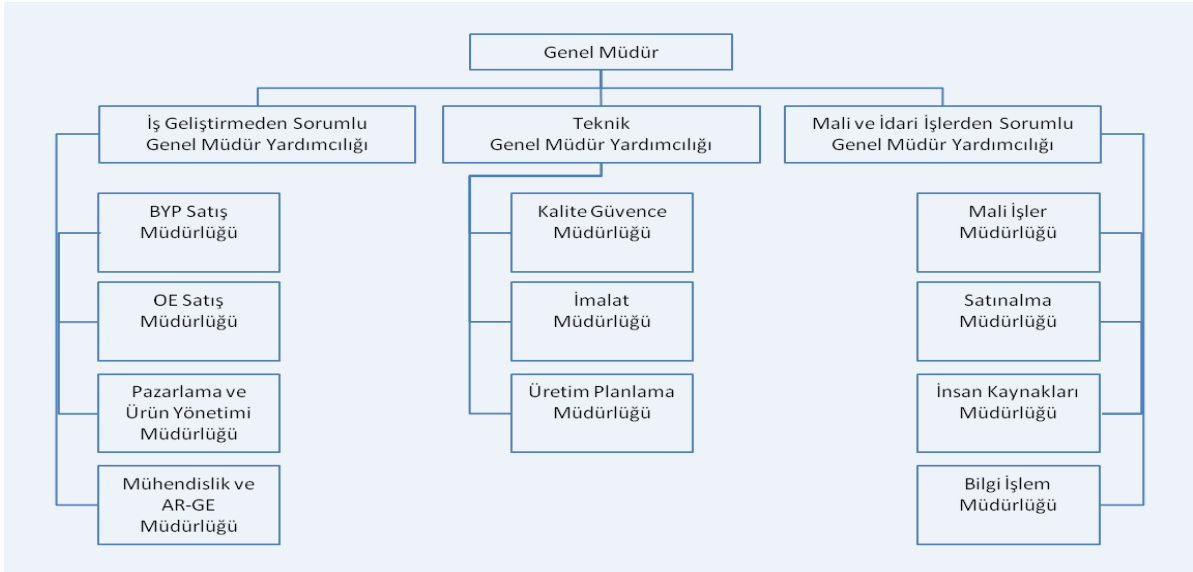 Genel Müdür
İş Geliştirmeden Sorumlu
Genel Müdür Yardımcılığı
Teknik
Genel Müdür Yardımcılığı
Mali ve İdari İşlerden Sorumlu
Genel Müdür Yardımcılığı
BYP Satış
Müdürlüğü
OE Satış
Müdürlüğü
Pazarlama ve
Ürün Yönetimi
Müdürlüğü
Mühendislik ve
AR-GE
Müdürlüğü
Kalite Güvence
Müdürlüğü
İmalat
Müdürlüğü
Üretim Planlama
Müdürlüğü
Mali İşler
Müdürlüğü
Satınalma
Müdürlüğü
İnsan Kaynakları
Müdürlüğü
Bilgi İşlem
Müdürlüğü